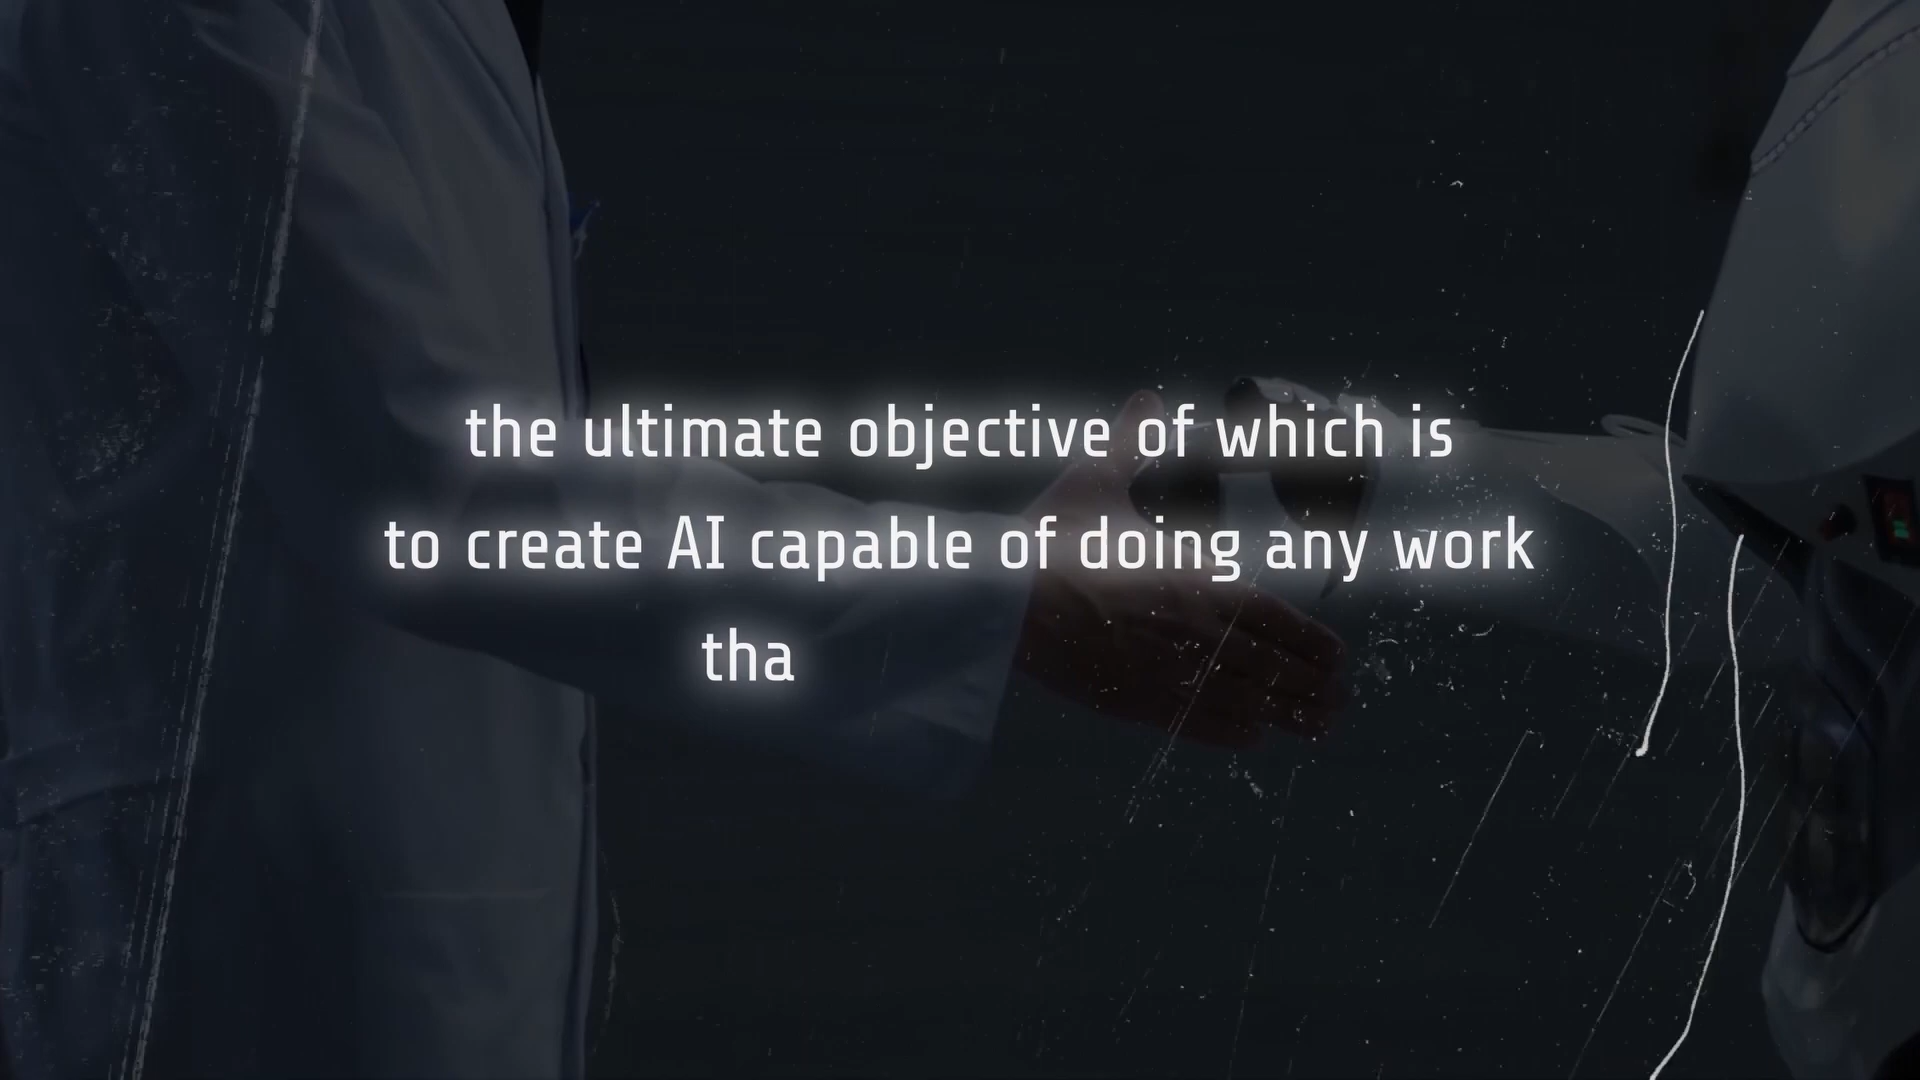 the ultimate objective of which is
to create AI capable of doing any work
tha